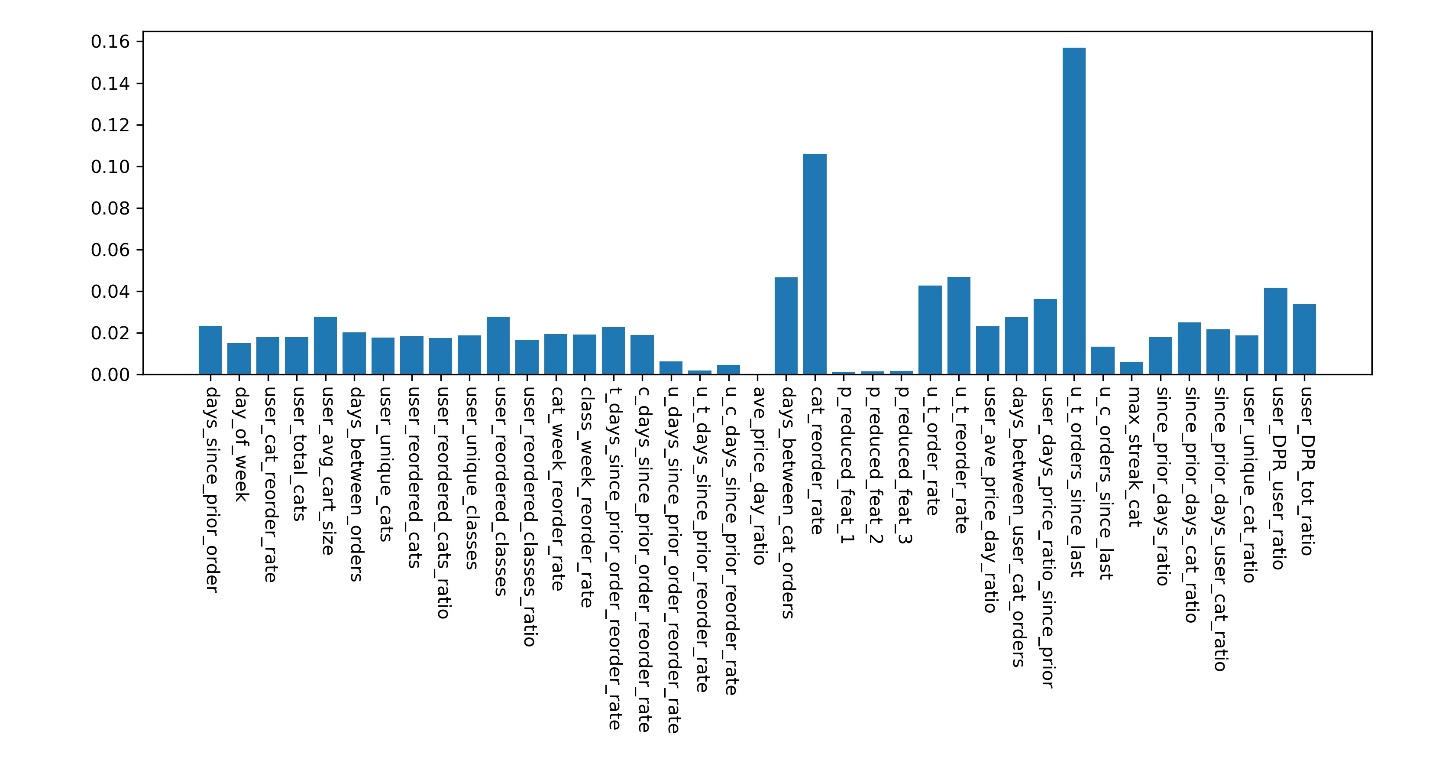 0.16
0.14
0.12
0.10
0.08
0.06
0.04
0.02
0.00
days_since_prior_order
day_of_week
user_cat_reorder_rate
user_total_cats
user_avg_cart_size
days_between_orders
user_unique_cats
user_reordered_cats
user_reordered_cats_ratio
user_unique_classes
user_reordered_classes
user_reordered_classes_ratio
cat_week_reorder_rate
class_week_reorder_rate
t_days_since_prior_order_reorder_rate
c_days_since_prior_order_reorder_rate
u_days_since_prior_order_reorder_rate
u_t_days_since_prior_reorder_rate
u_c_days_since_prior_reorder_rate
ave_price_day_ratio
days_between_cat_orders
cat_reorder_rate
p_reduced_feat_1
p_reduced_feat_2
p_reduced_feat_3
u_t_order_rate
u_t_reorder_rate
user_ave_price_day_ratio
days_between_user_cat_orders
user_days_price_ratio_since_prior
u_t_orders_since_last
u_c_orders_since_last
max_streak_cat
since_prior_days_ratio
since_prior_days_cat_ratio
since_prior_days_user_cat_ratio
user_unique_cat_ratio
user_DPR_user_ratio
user_DPR_tot_ratio